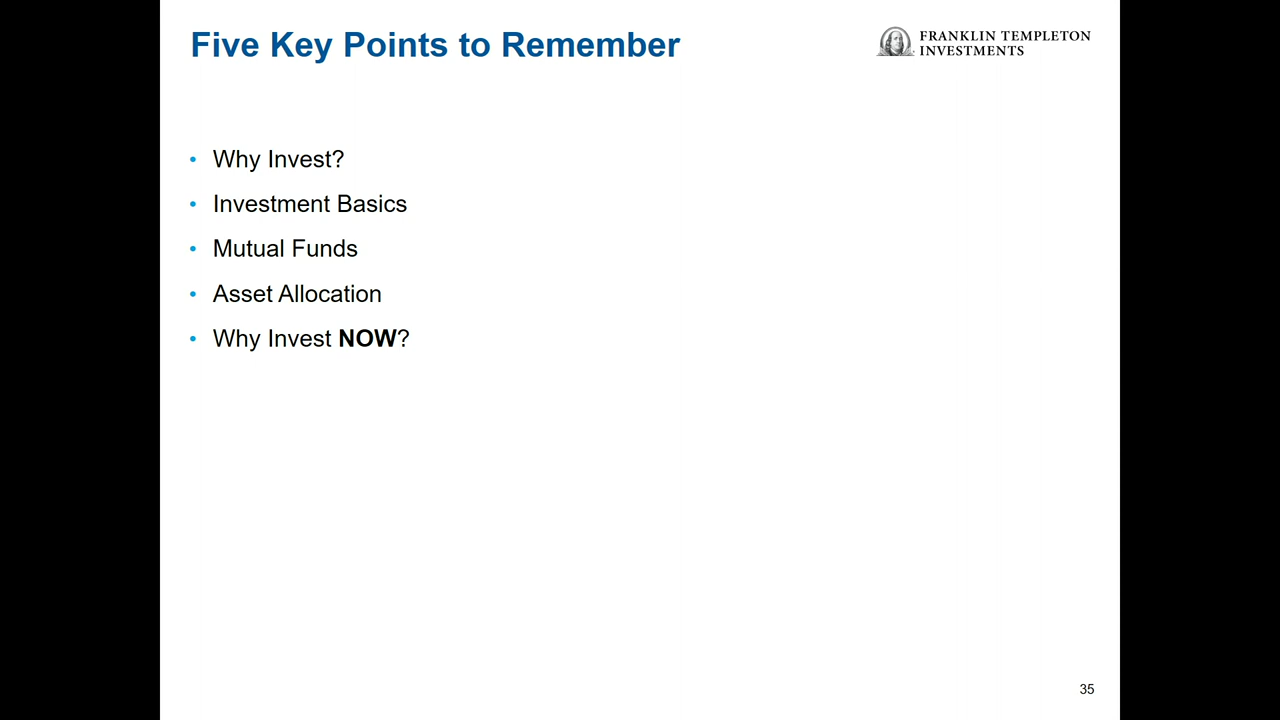 Five Key Points to Remember
FRANKLIN TEMPLETON
INVESTMENTS
• Why Invest?
• Investment Basics
• Mutual Funds
• Asset Allocation
• Why Invest NOW?
35